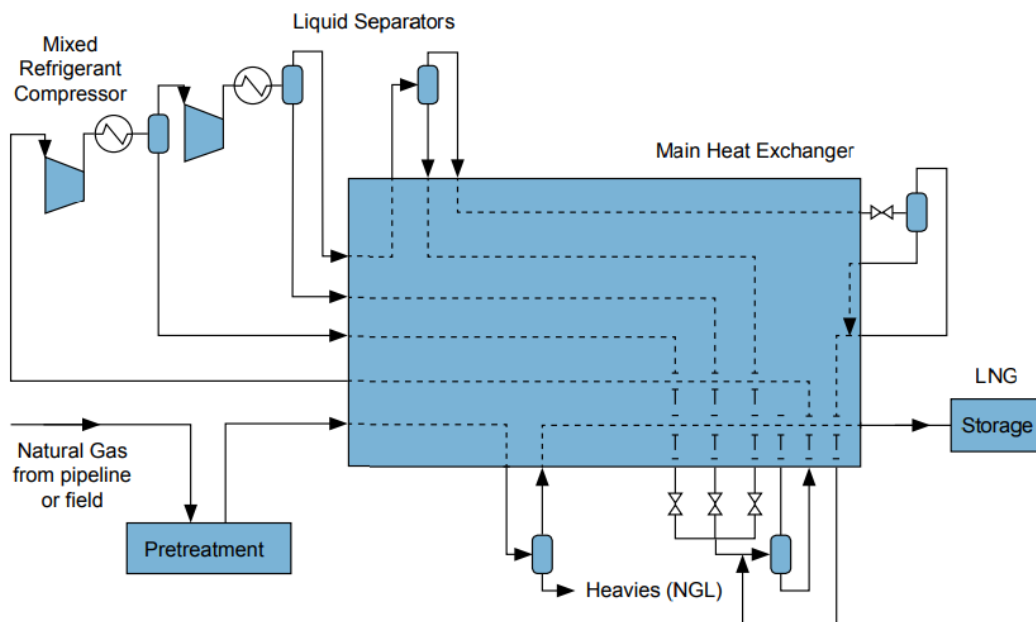 Liquid Separators
Mixed
Refrigerant
Compressor
Main Heat Exchanger
LNG
Storage
Natural Gas
from pipeline
or field
Pretreatment
Heavies (NGL)